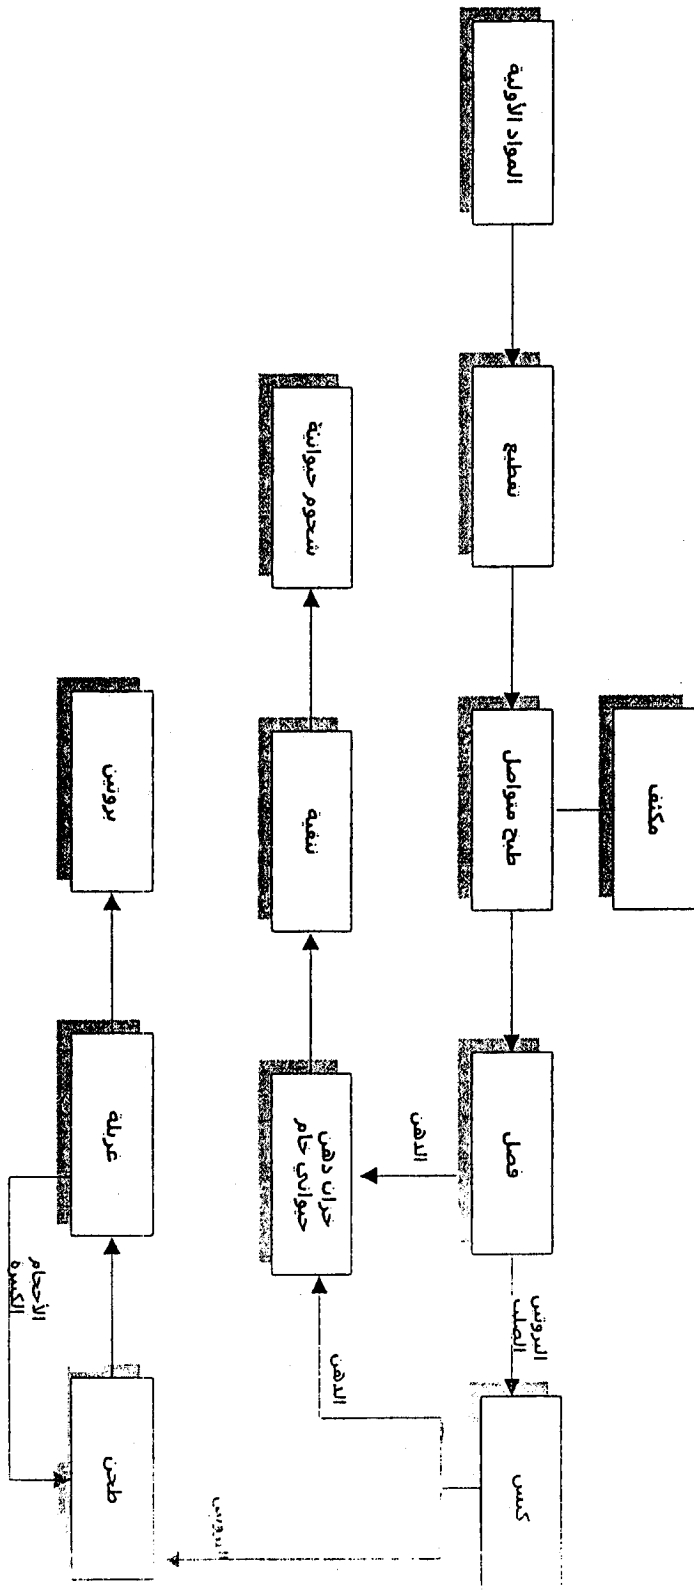 المواد الأولية
تقطيع
طبخ متواصل
مكثف
فصل
البروتين
الصلب
كبس
الدهن
الدهن
خزان دهن
حيواني خام
تنقية
شحوم حيوانية
البروتين
طحن
غربلة
الأحجام
الكبيرة
بروتين